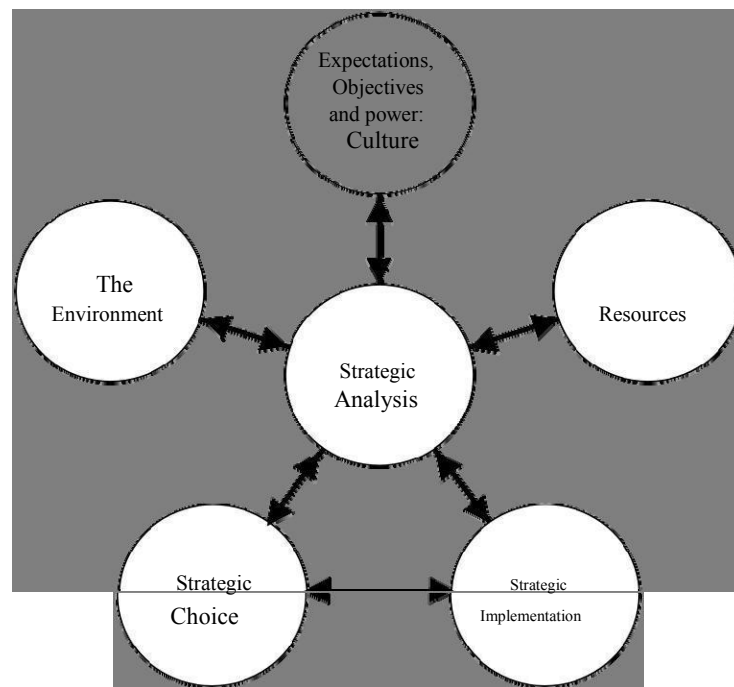 Expectations,
Objectives
and power:
Culture
The
Environment
Resources
Strategic
Analysis
Strategic
Choice
Strategic
Implementation